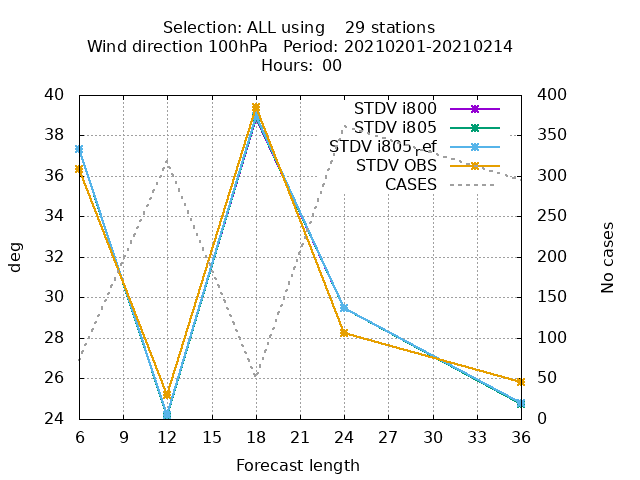 Selection: ALL using    29 stations
Wind direction 100hPa   Period: 20210201-20210214
Hours: 00
STDV i800
STDV i805
STDV i805_ref
STDV OBS
CASES
40
38
36
34
32
30
28
26
24
400
350
300
250
200
150
100
50
0
deg
No cases
6 9 12 15 18 21 24 27 30 33 36
Forecast length